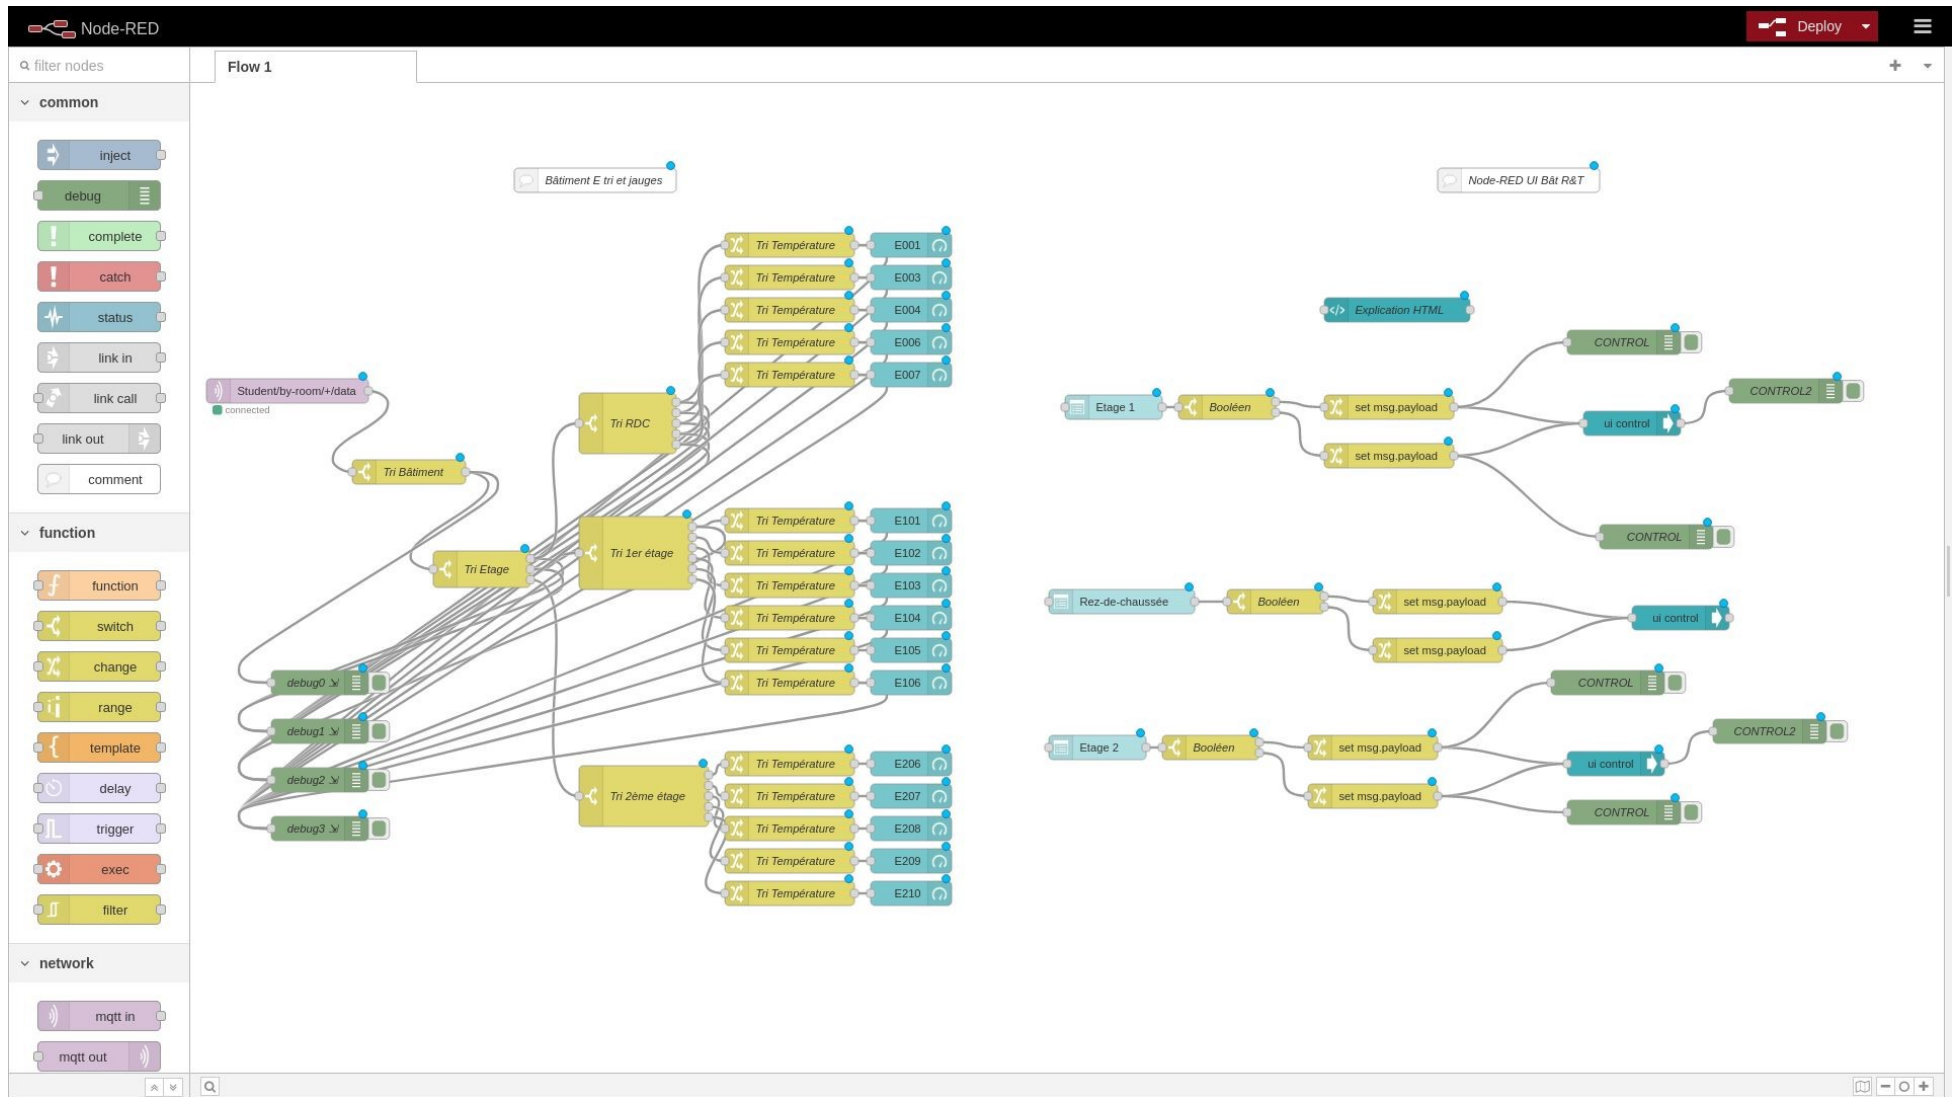 Node-RED
Deploy
filter nodes
Flow 1
common
inject
debug
complete
catch
status
link in
link call
link out
comment
function
function
switch
change
range
template
delay
trigger
exec
filter
network
mqtt in
mqtt out
Bâtiment E tri et jauges
Student/by-room/+/data
connected
Tri Bâtiment
Tri Etage
debug0
debug1
debug2
debug3
Tri RDC
Tri 1er étage
Tri 2ème étage
Tri Température E001
Tri Température E003
Tri Température E004
Tri Température E006
Tri Température E007
Tri Température E101
Tri Température E102
Tri Température E103
Tri Température E104
Tri Température E105
Tri Température E106
Tri Température E206
Tri Température E207
Tri Température E208
Tri Température E209
Tri Température E210
Node-RED UI Bât R&T
Explication HTML
CONTROL
CONTROL2
Etage 1 Booléen set msg.payload
ui control
set msg.payload
CONTROL
Rez-de-chaussée Booléen set msg.payload
ui control
set msg.payload
CONTROL
CONTROL2
Etage 2 Booléen set msg.payload
ui control
set msg.payload
CONTROL